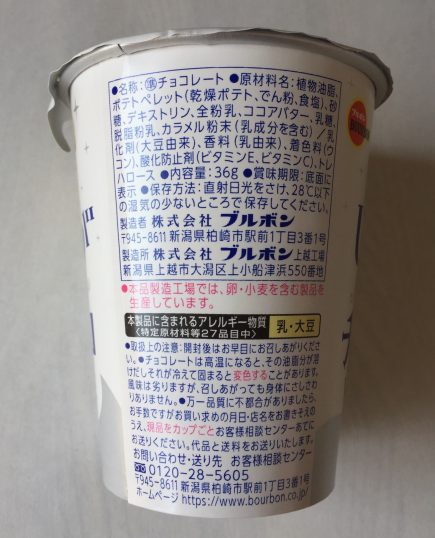 ●名称:㊥チョコレート ●原材料名:植物油脂、
ポテトペレット(乾燥ポテト、でん粉、食塩)、砂
糖、デキストリン、全粉乳、ココアバター、乳糖、
脱脂粉乳、カラメル粉末(乳成分を含む)/乳
化剤(大豆由来)、香料(乳由来)、着色料(ウ
コン)、酸化防止剤(ビタミンE、ビタミンC)、トレ
ハロース ●内容量:36g ●賞味期限:底面に
表示 ●保存方法:直射日光をさけ、28℃以下
の湿気の少ないところで保存してください。
製造者 株式会社 ブルボン
〒945-8611 新潟県柏崎市駅前1丁目3番1号
製造所 株式会社 ブルボン 上越工場
新潟県上越市大潟区上小船津浜550番地
●本品製造工場では、卵・小麦を含む製品を
生産しています。
本製品に含まれるアレルギー物質
〈特定原材料等27品目中〉
乳・大豆
●取扱上の注意:開封後はお早目にお召しあがりくださ
い。●チョコレートは高温になると、その油脂分が溶
けだしそれが冷えて固まると変色することがあります。
風味は劣りますが、召しあがっても身体にさしさわ
りありません。●万一品質に不都合がありましたら、
お手数ですがお買い求めの月日・店名をお書きそえの
うえ、現品をカップごとお客様相談センターあてに
お送りください。代品と送料をお送りいたします。
お問い合わせ・送り先 お客様相談センター
0120-28-5605
〒945-8611 新潟県柏崎市駅前1丁目3番1号
ホームページ https://www.bourbon.co.jp/